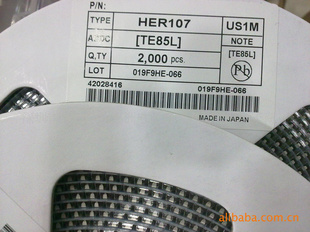 P/N:
TYPE HER107 US1M
[TE85L] NOTE
Q,TY 2,000 pcs. [TE85L]
LOT 019F9HE-066 Pb
42028416 019F9HE-066
MADE IN JAPAN
alibaba.com.cn